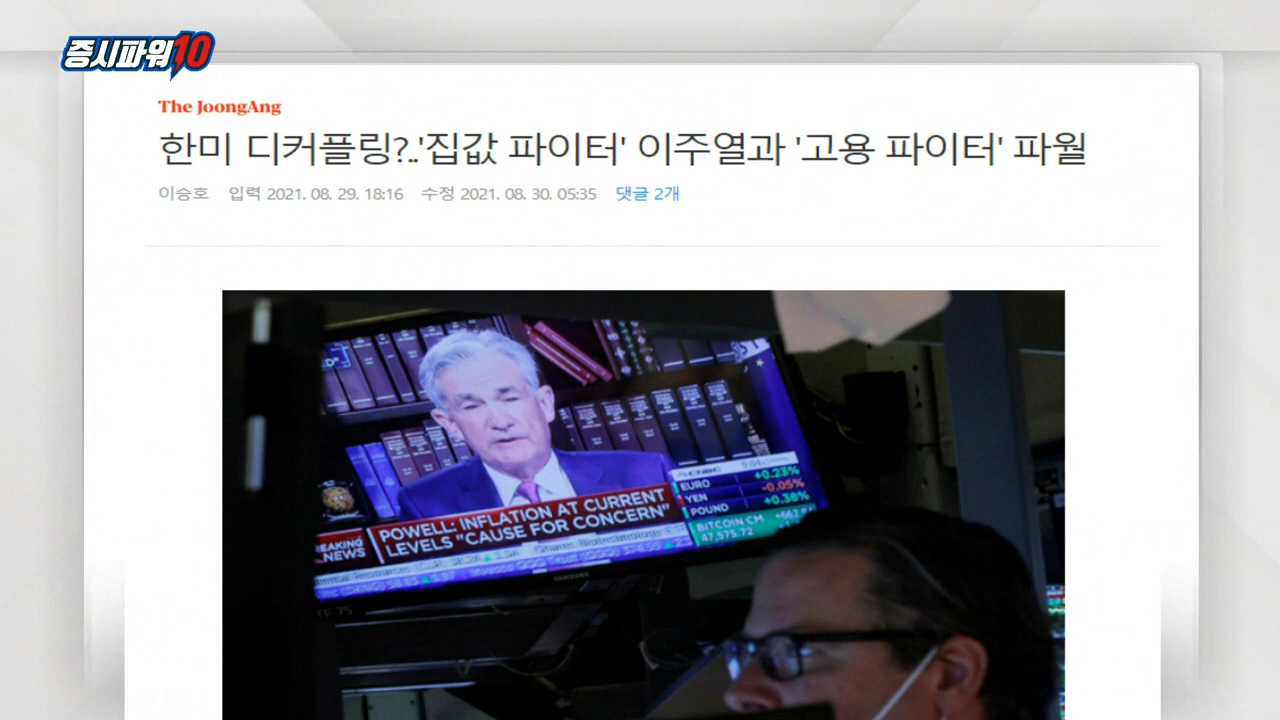 증시파워10
The JoongAng
한미 디커플링?..'집값 파이터' 이주열과 '고용 파이터' 파월
이승호 입력 2021. 08. 29. 18:16 수정 2021. 08. 30. 05:35 댓글 2개
+0.23%
EURO -0.05%
YEN +0.38%
POUND
BITCOIN CM
47,575.72
BREAKING NEWS
POWELL: INFLATION AT CURRENT
LEVELS "CAUSE FOR CONCERN"
SAMSUNG